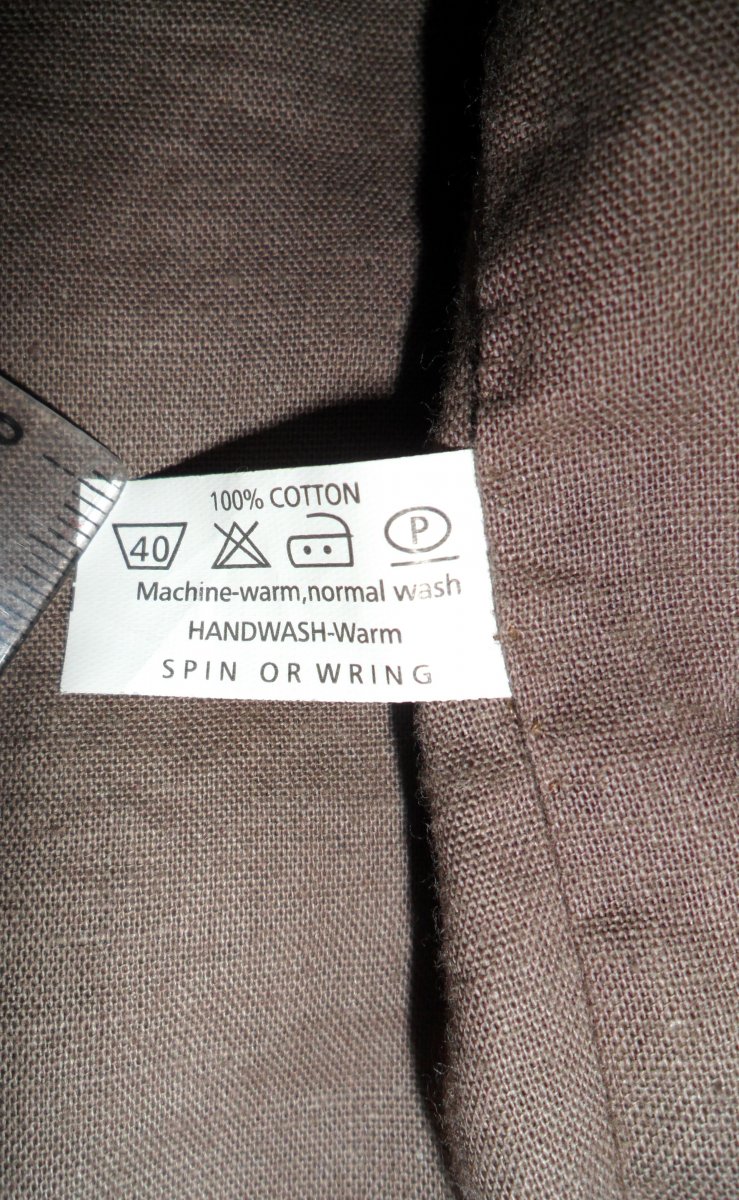 100% COTTON
40 P
Machine-warm,normal wash
HANDWASH-Warm
SPIN OR WRING